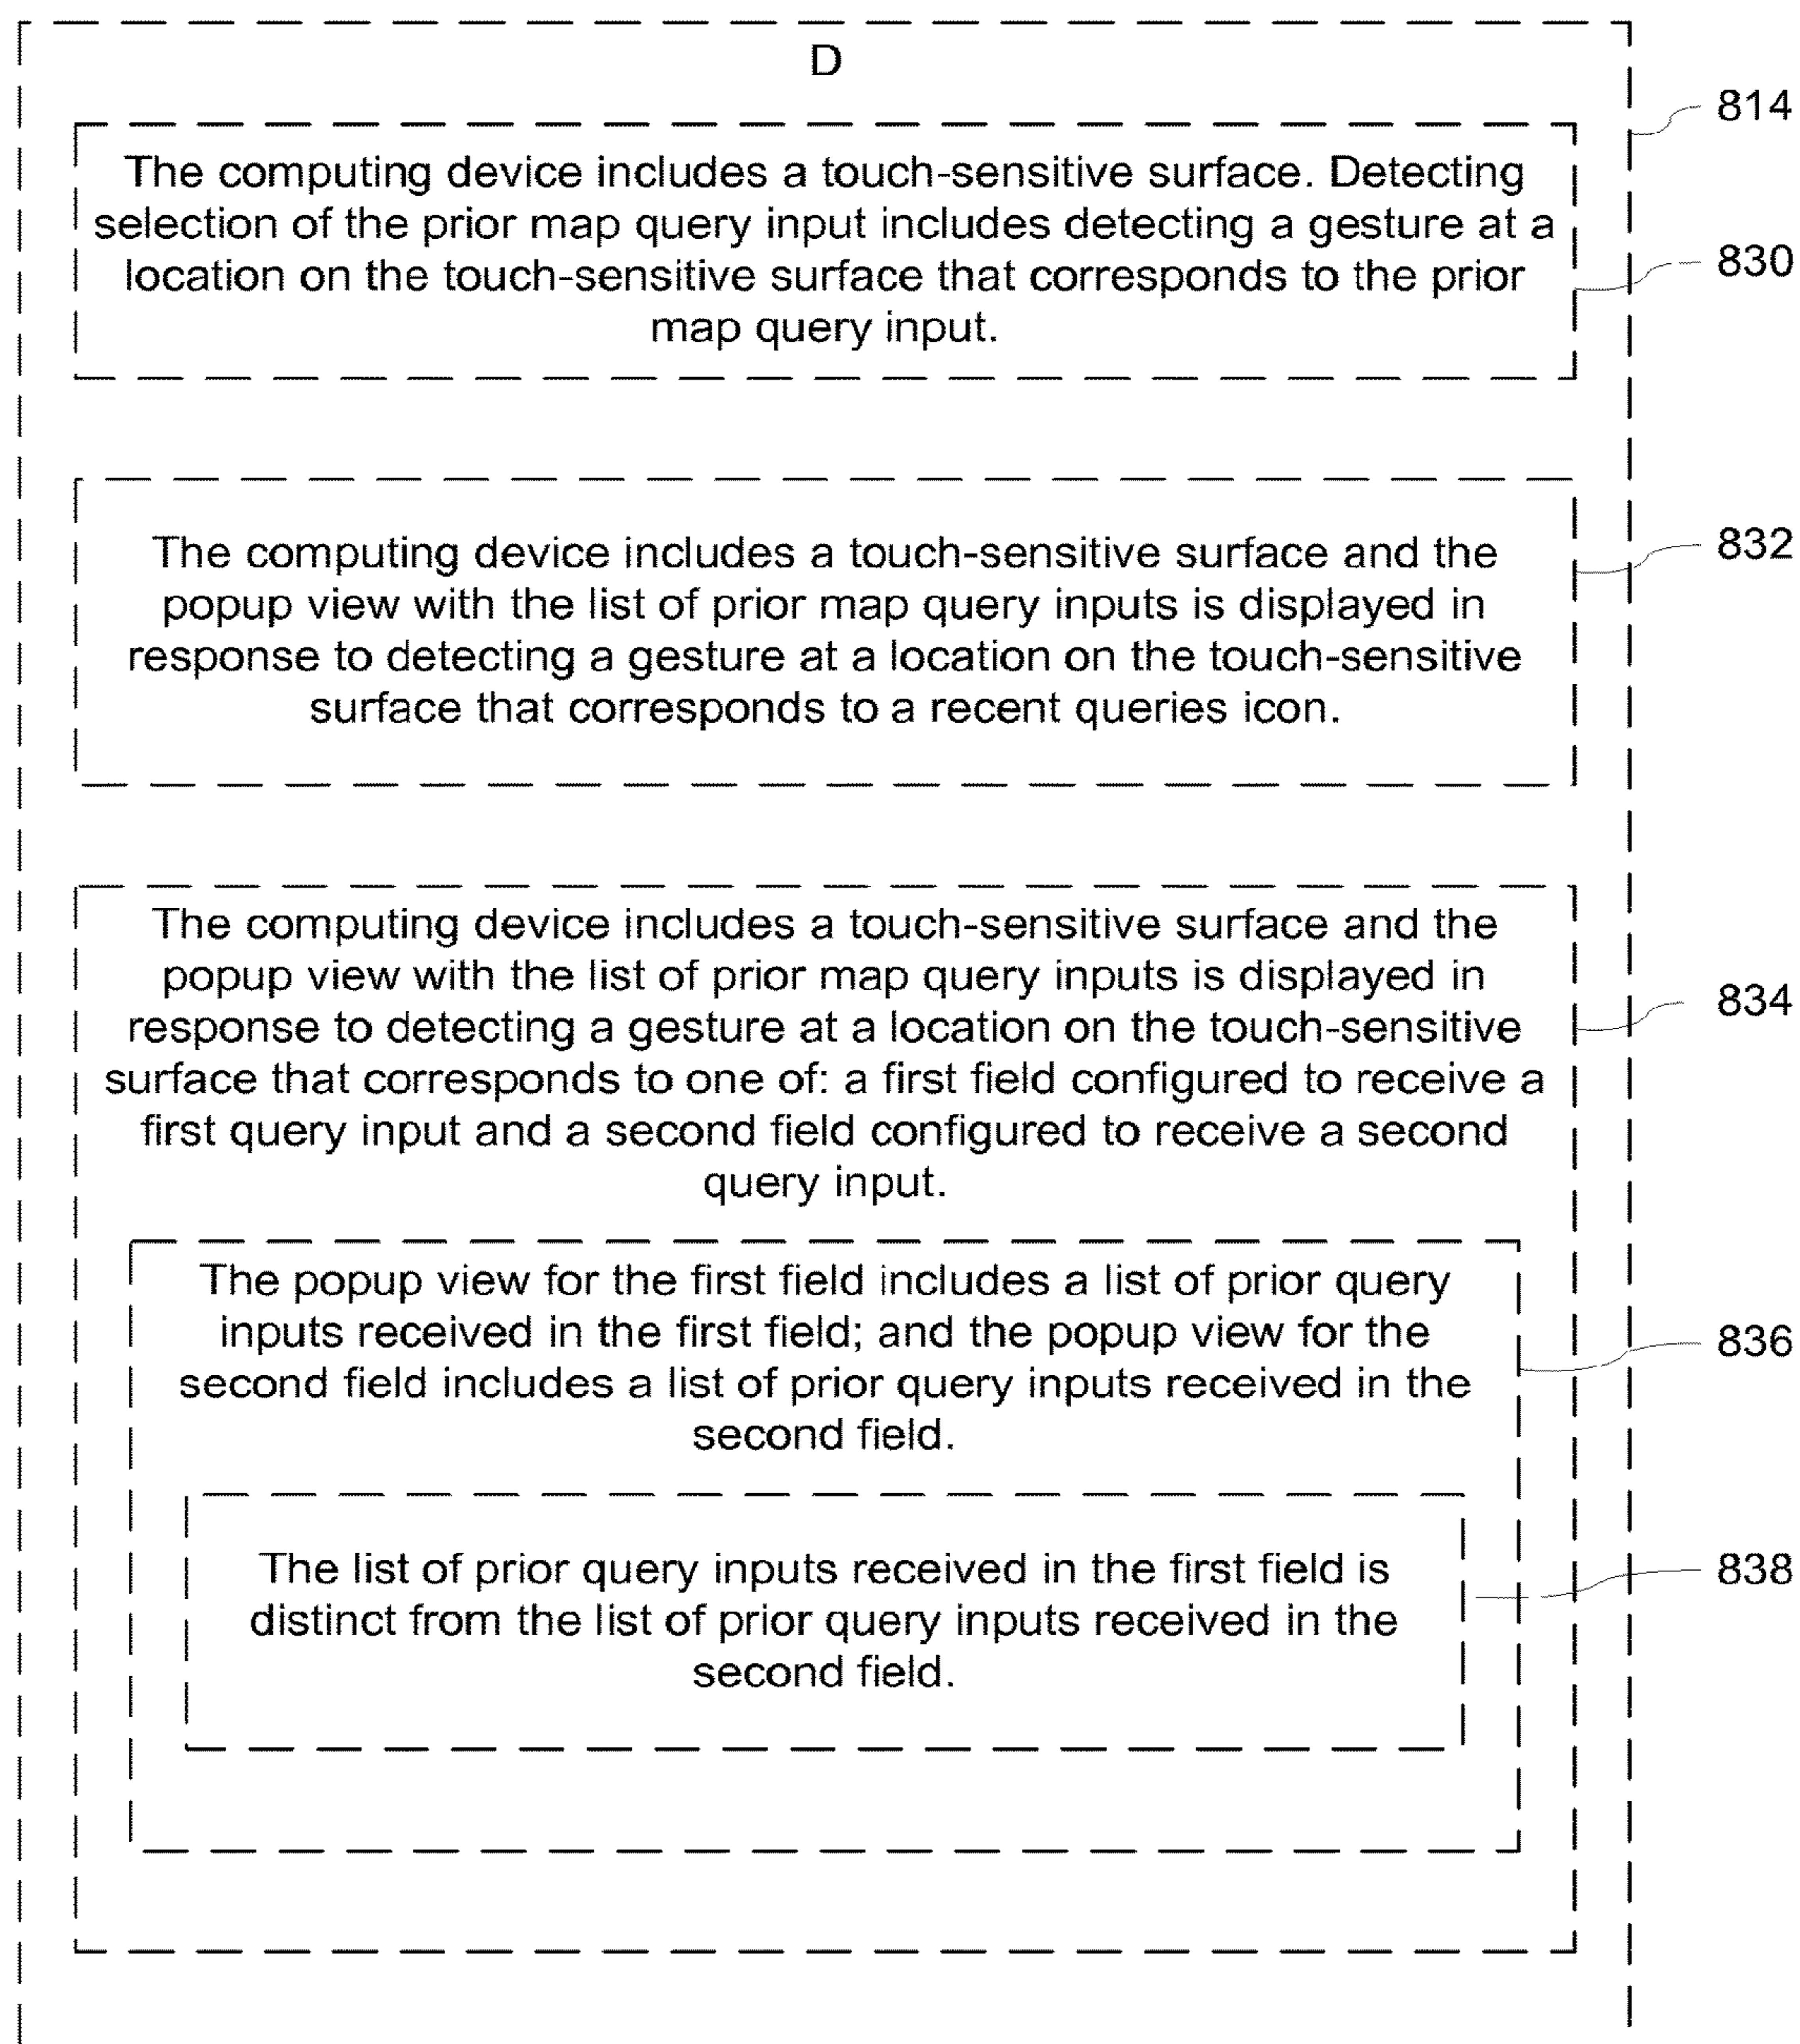 D
814
The computing device includes a touch-sensitive surface. Detecting
selection of the prior map query input includes detecting a gesture at a
location on the touch-sensitive surface that corresponds to the prior
map query input.
830
The computing device includes a touch-sensitive surface and the
popup view with the list of prior map query inputs is displayed in
response to detecting a gesture at a location on the touch-sensitive
surface that corresponds to a recent queries icon.
832
The computing device includes a touch-sensitive surface and the
popup view with the list of prior map query inputs is displayed in
response to detecting a gesture at a location on the touch-sensitive
surface that corresponds to one of: a first field configured to receive a
first query input and a second field configured to receive a second
query input.
834
The popup view for the first field includes a list of prior query
inputs received in the first field; and the popup view for the
second field includes a list of prior query inputs received in the
second field.
836
The list of prior query inputs received in the first field is
distinct from the list of prior query inputs received in the
second field.
838